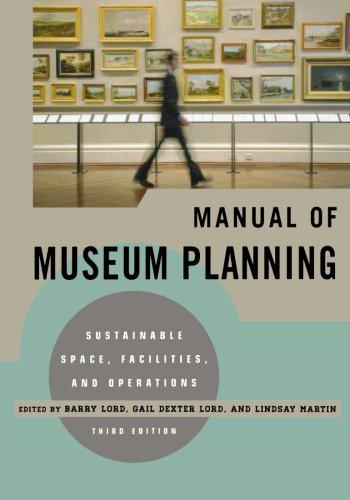 MANUAL OF
MUSEUM PLANNING
SUSTAINABLE
SPACE, FACILITIES,
AND OPERATIONS
EDITED BY BARRY LORD, GAIL DEXTER LORD, AND LINDSAY MARTIN
THIRD EDITION